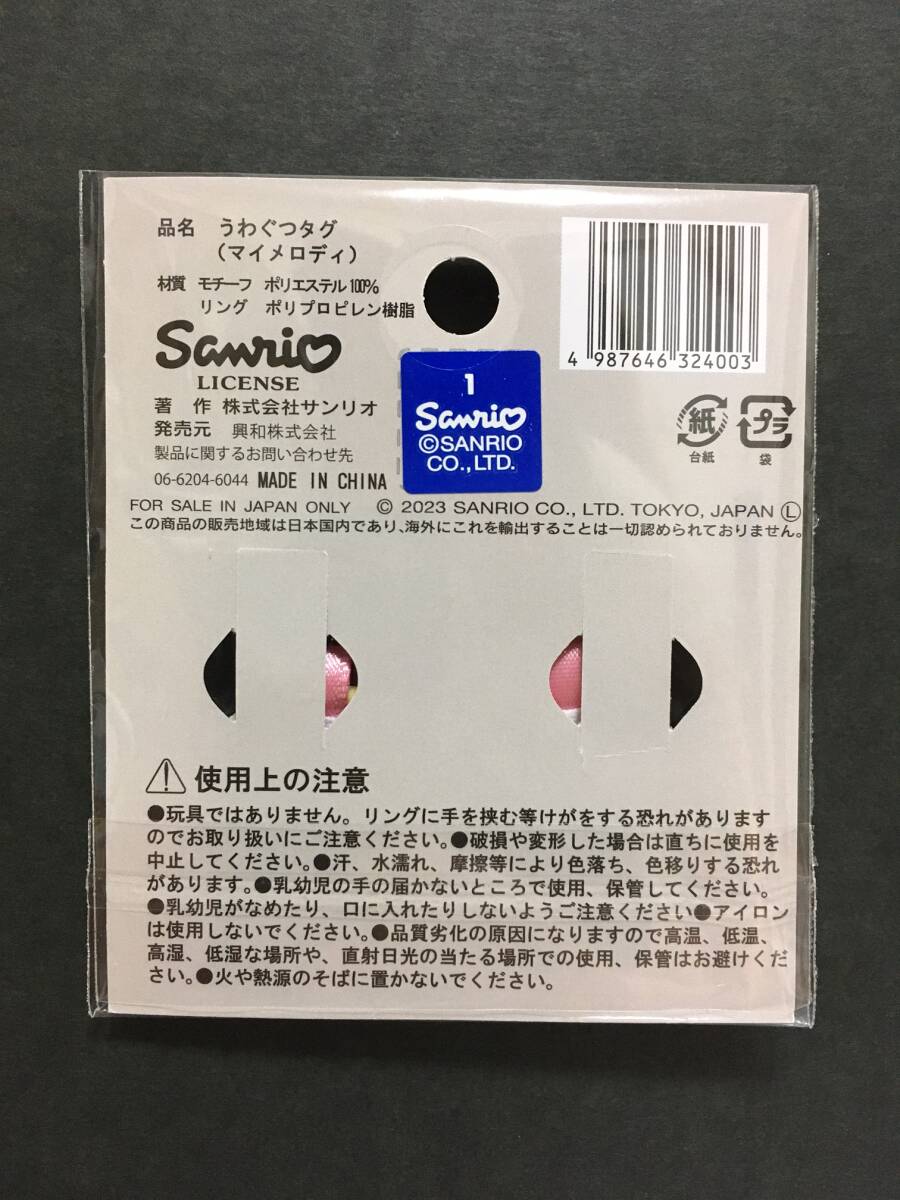 品名 うわぐつタグ
(マイメロディ)
材質 モチーフ ポリエステル100%
リング ポリプロピレン樹脂
Sanrio
LICENSE
著 作 株式会社サンリオ
発売元 興和株式会社
製品に関するお問い合わせ先
06-6204-6044 MADE IN CHINA
1
Sanrio
©SANRIO
CO.,LTD.
4 987646 324003
紙
台紙
プラ
袋
FOR SALE IN JAPAN ONLY © 2023 SANRIO CO., LTD. TOKYO, JAPAN Ⓛ
この商品の販売地域は日本国内であり、海外にこれを輸出することは一切認められておりません。
使用上の注意
●玩具ではありません。リングに手を挟む等けがをする恐れがあります
のでお取り扱いにご注意ください。●破損や変形した場合は直ちに使用を
中止してください。●汗、水濡れ、摩擦等により色落ち、色移りする恐れ
があります。●乳幼児の手の届かないところで使用、保管してください。
●乳幼児がなめたり、口に入れたりしないようご注意ください●アイロン
は使用しないでください。●品質劣化の原因になりますので高温、低温、
高湿、低湿な場所や、直射日光の当たる場所での使用、保管はお避けくだ
さい。●火や熱源のそばに置かないでください。